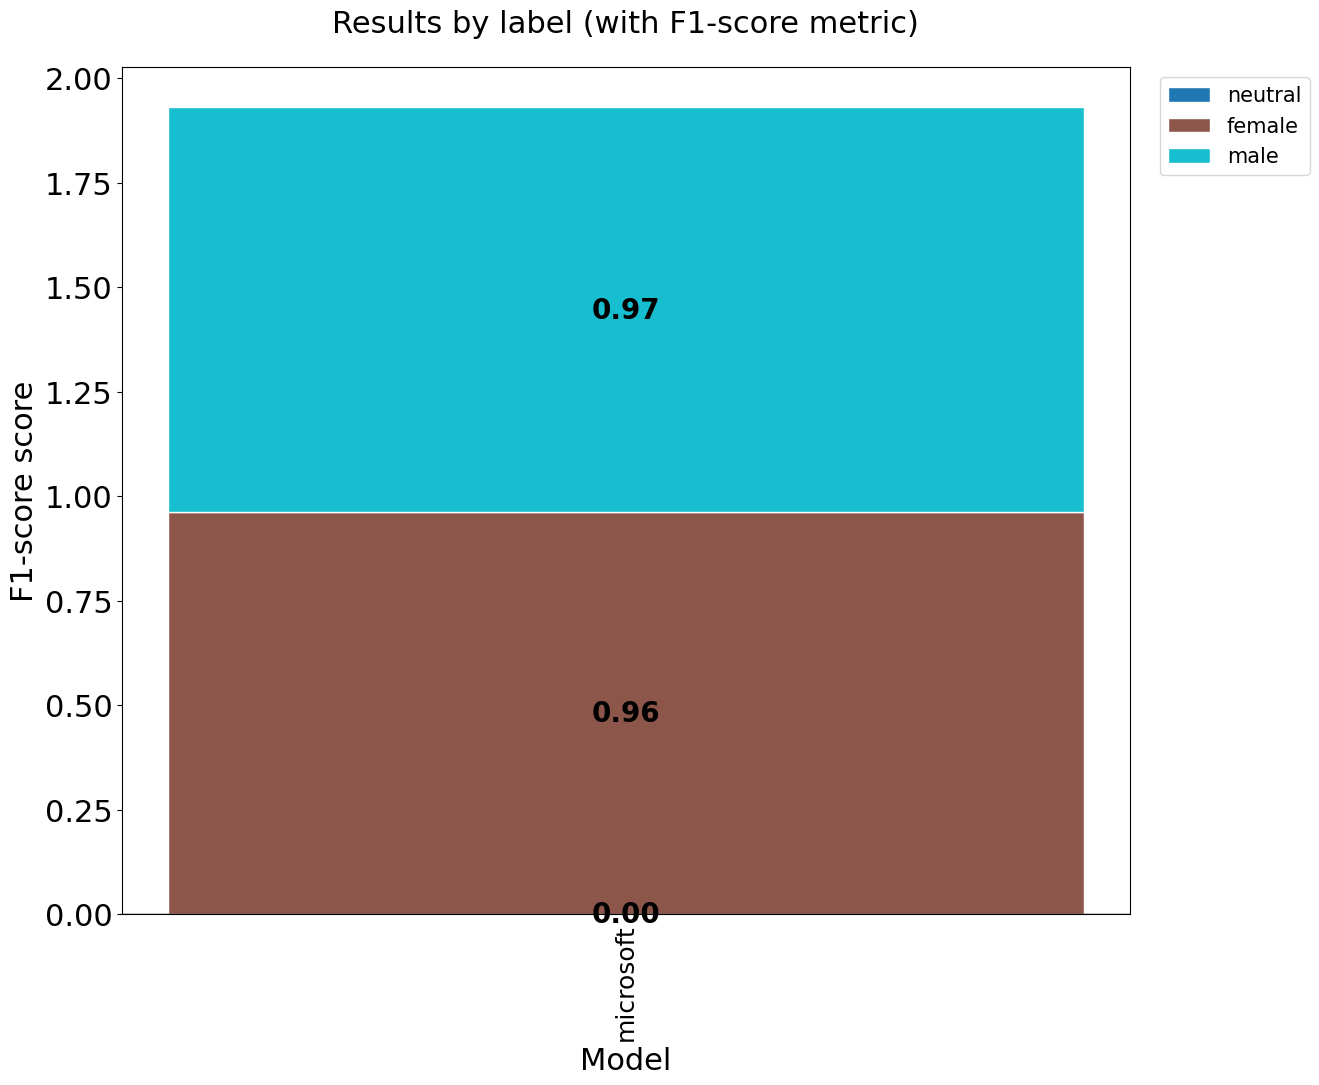 Results by label (with F1-score metric)
2.00
1.75
1.50
1.25
1.00
0.75
0.50
0.25
0.00
F1-score score
0.97
0.96
0.00
microsoft
Model
neutral
female
male